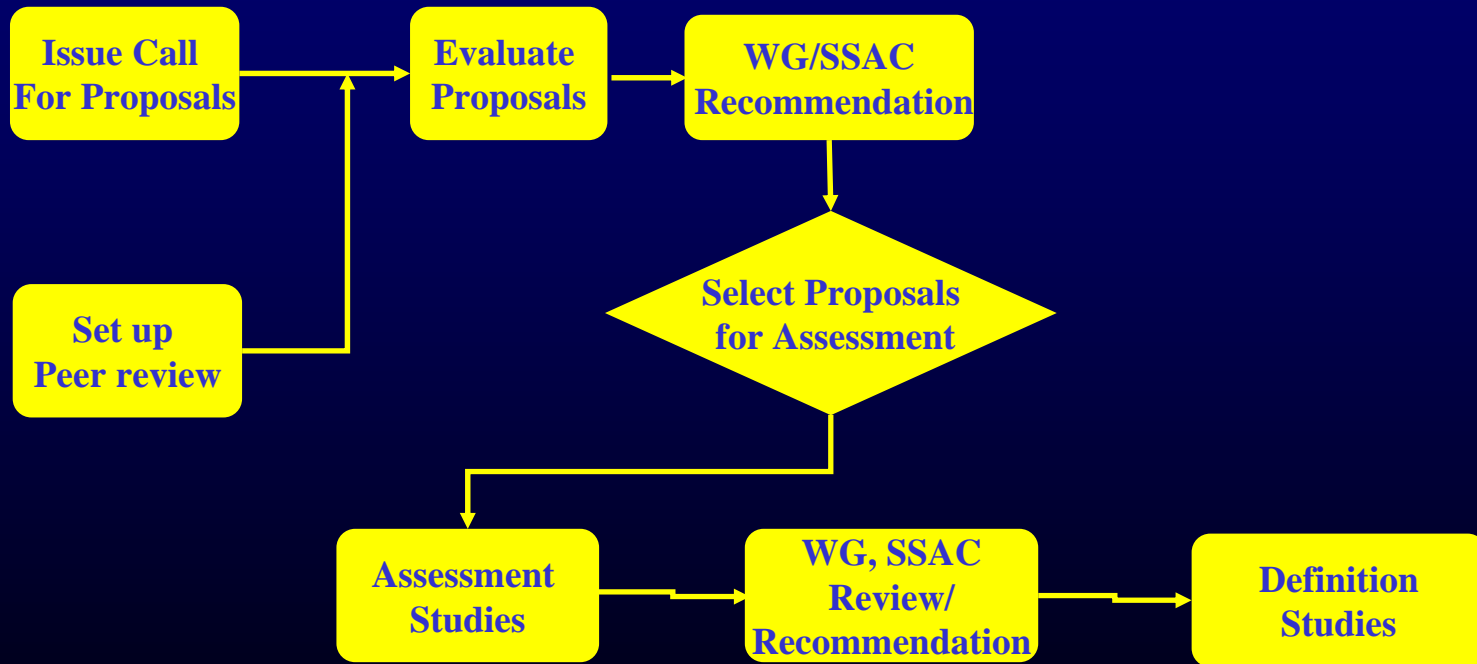 Issue Call
For Proposals
Evaluate
Proposals
WG/SSAC
Recommendation
Set up
Peer review
Select Proposals
for Assessment
Assessment
Studies
WG, SSAC
Review/
Recommendation
Definition
Studies